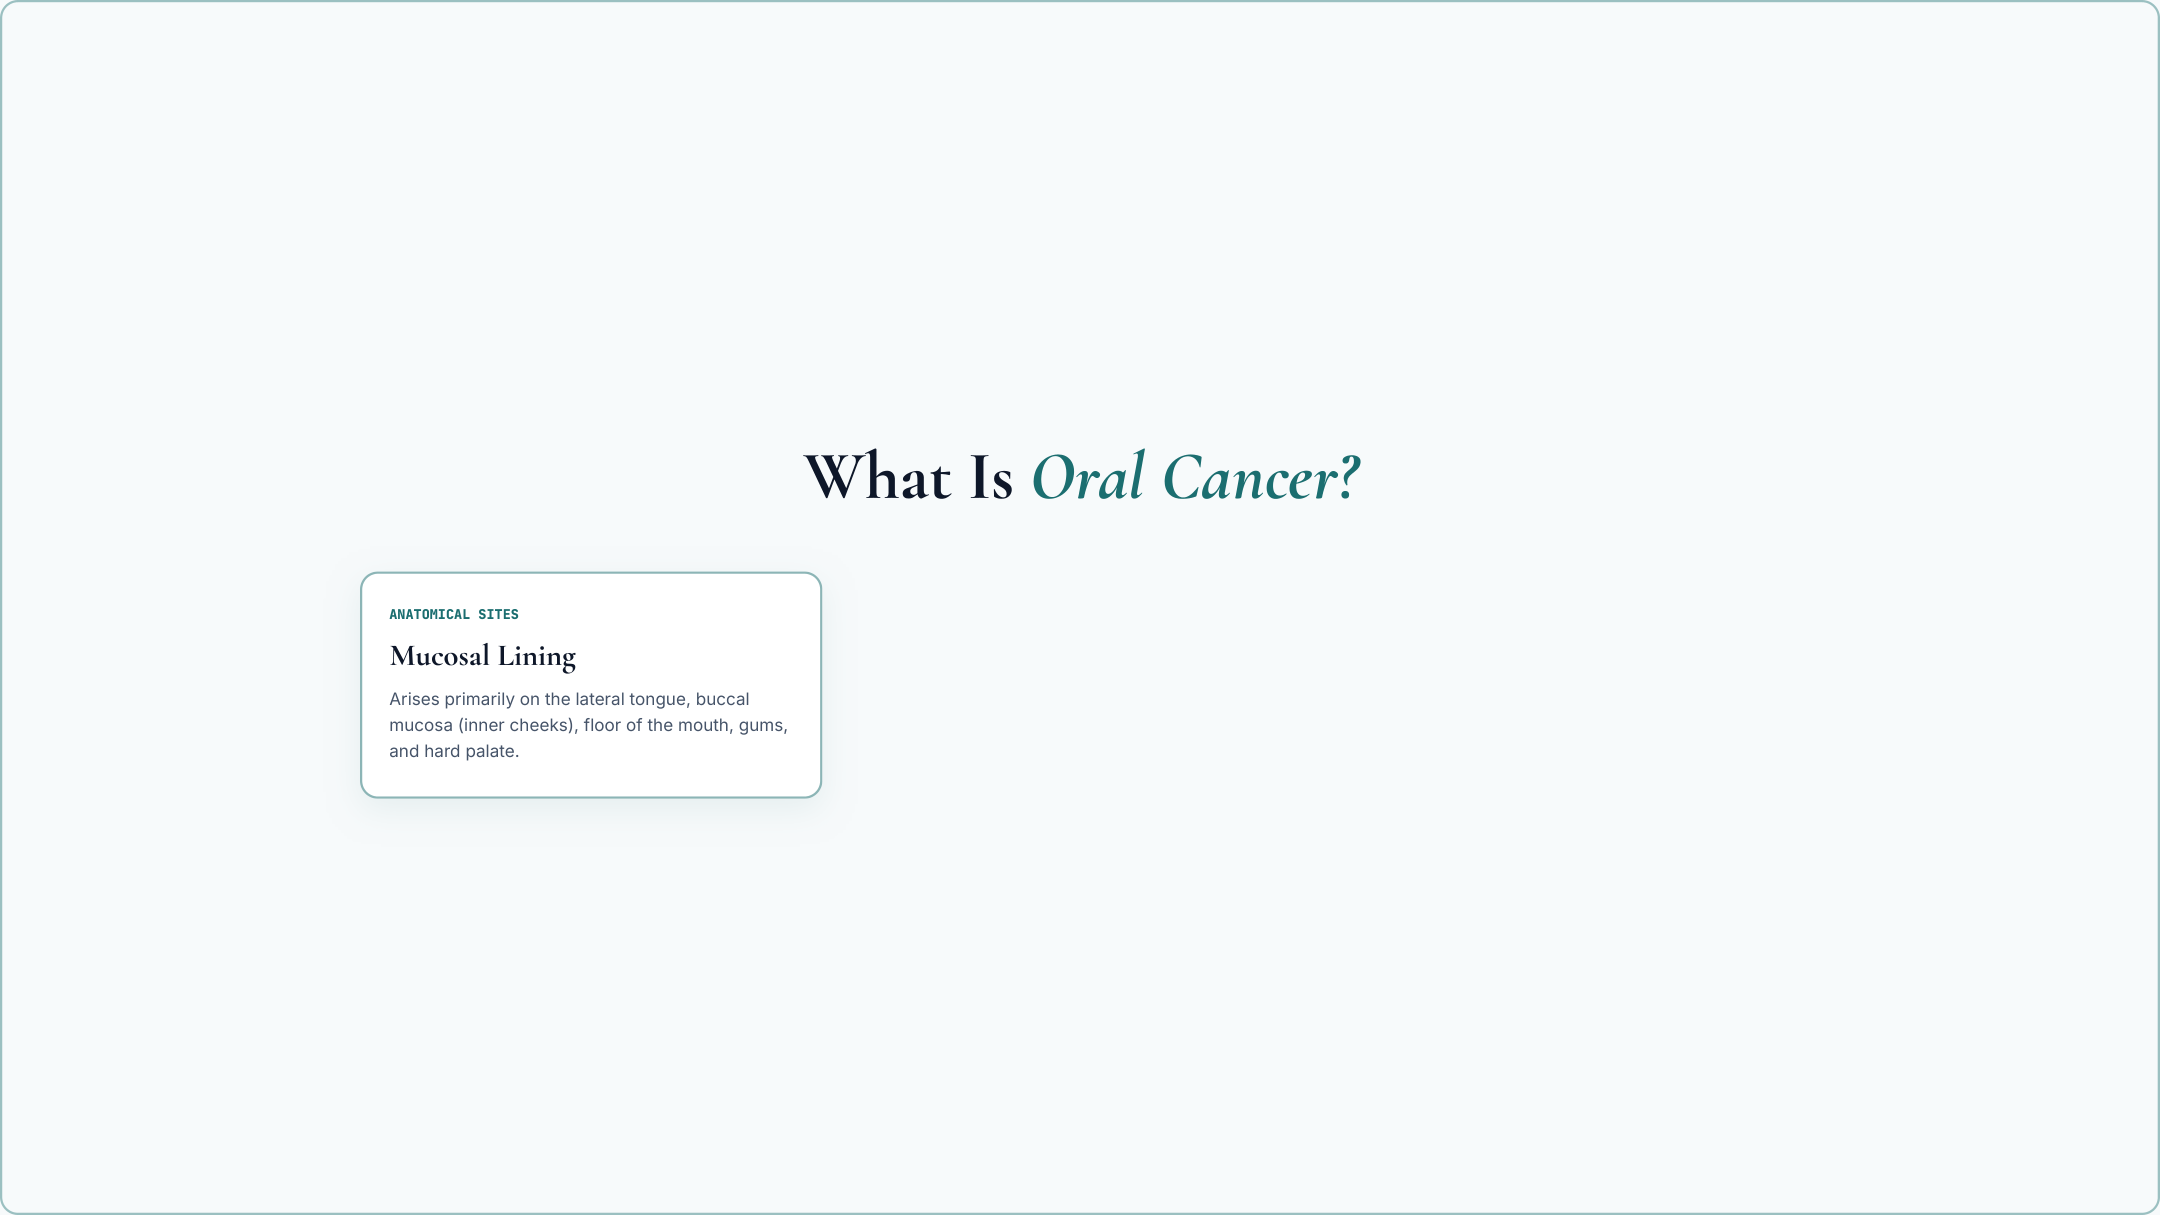 What Is Oral Cancer?
ANATOMICAL SITES
Mucosal Lining
Arises primarily on the lateral tongue, buccal
mucosa (inner cheeks), floor of the mouth, gums,
and hard palate.